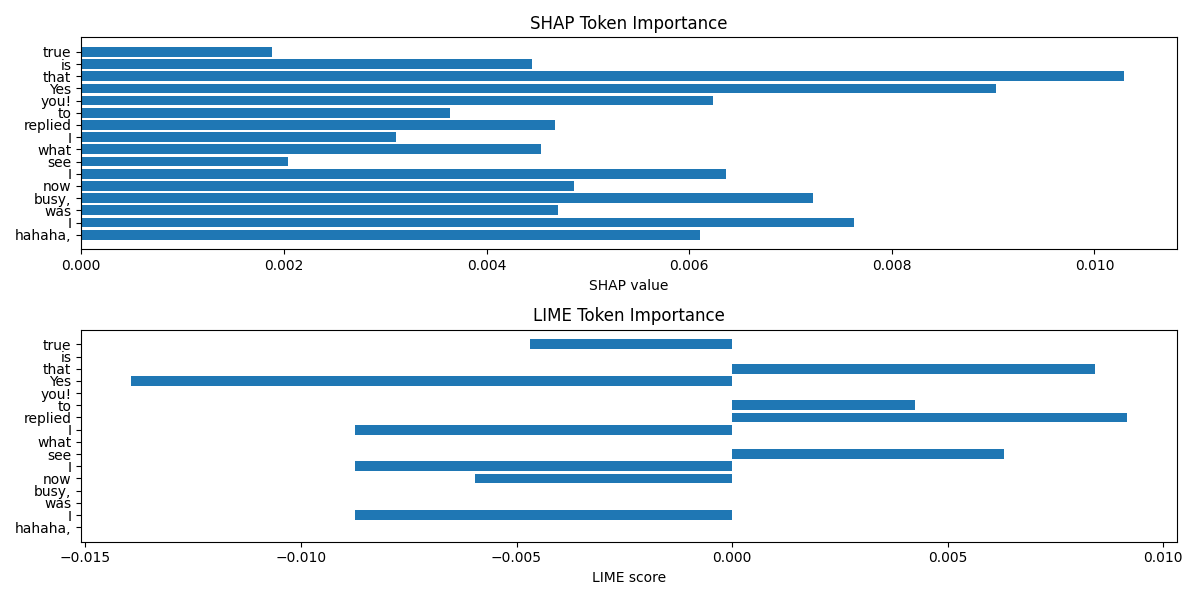 SHAP Token Importance
true
is
that
Yes
you!
to
replied
I
what
see
I
now
busy,
was
I
hahaha,
0.000 0.002 0.004 0.006 0.008 0.010
SHAP value
LIME Token Importance
true
is
that
Yes
you!
to
replied
I
what
see
I
now
busy,
was
I
hahaha,
−0.015 −0.010 −0.005 0.000 0.005 0.010
LIME score